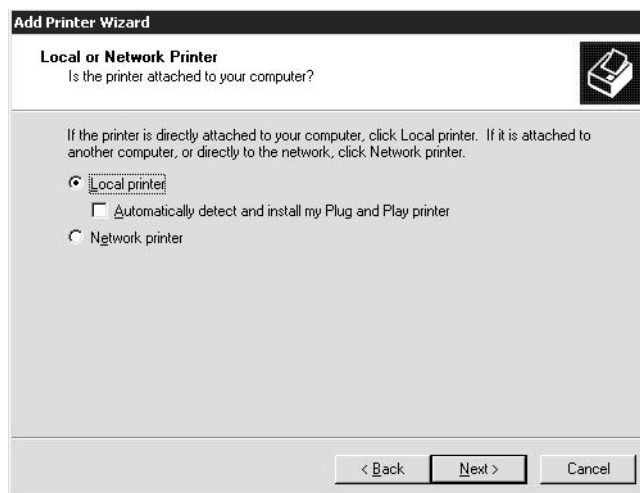 Add Printer Wizard
Local or Network Printer
Is the printer attached to your computer?
If the printer is directly attached to your computer, click Local printer. If it is attached to
another computer, or directly to the network, click Network printer.
Local printer
Automatically detect and install my Plug and Play printer
Network printer
< Back
Next >
Cancel